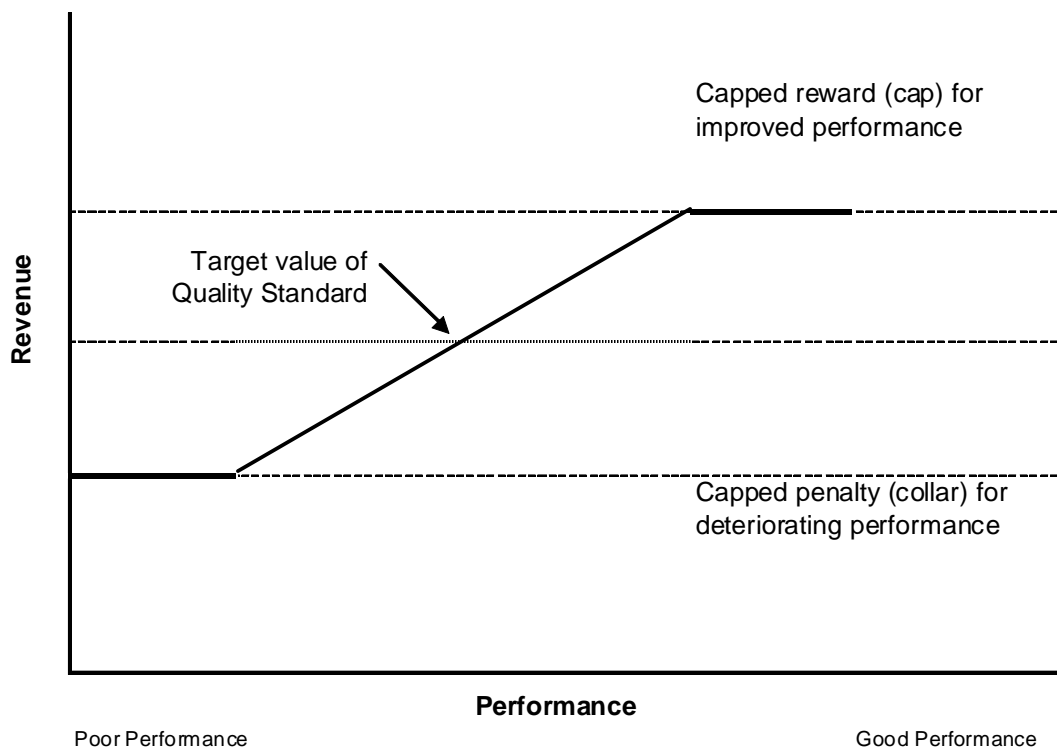 Capped reward (cap) for
improved performance
Target value of
Quality Standard
Revenue
Capped penalty (collar) for
deteriorating performance
Performance
Poor Performance
Good Performance